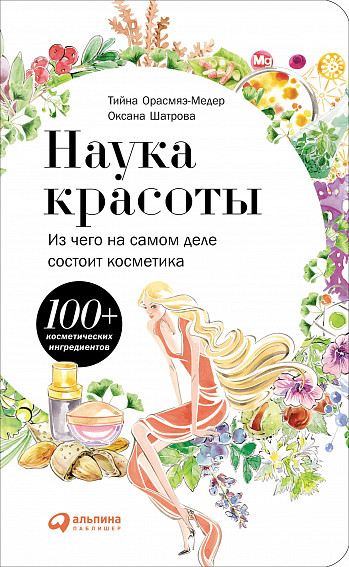 Mg
Тийна Орасмяэ-Медер
Оксана Шатрова
Наука
красоты
Из чего на самом деле
состоит косметика
100+
косметических
ингредиентов
альпина
ПАБЛИШЕР